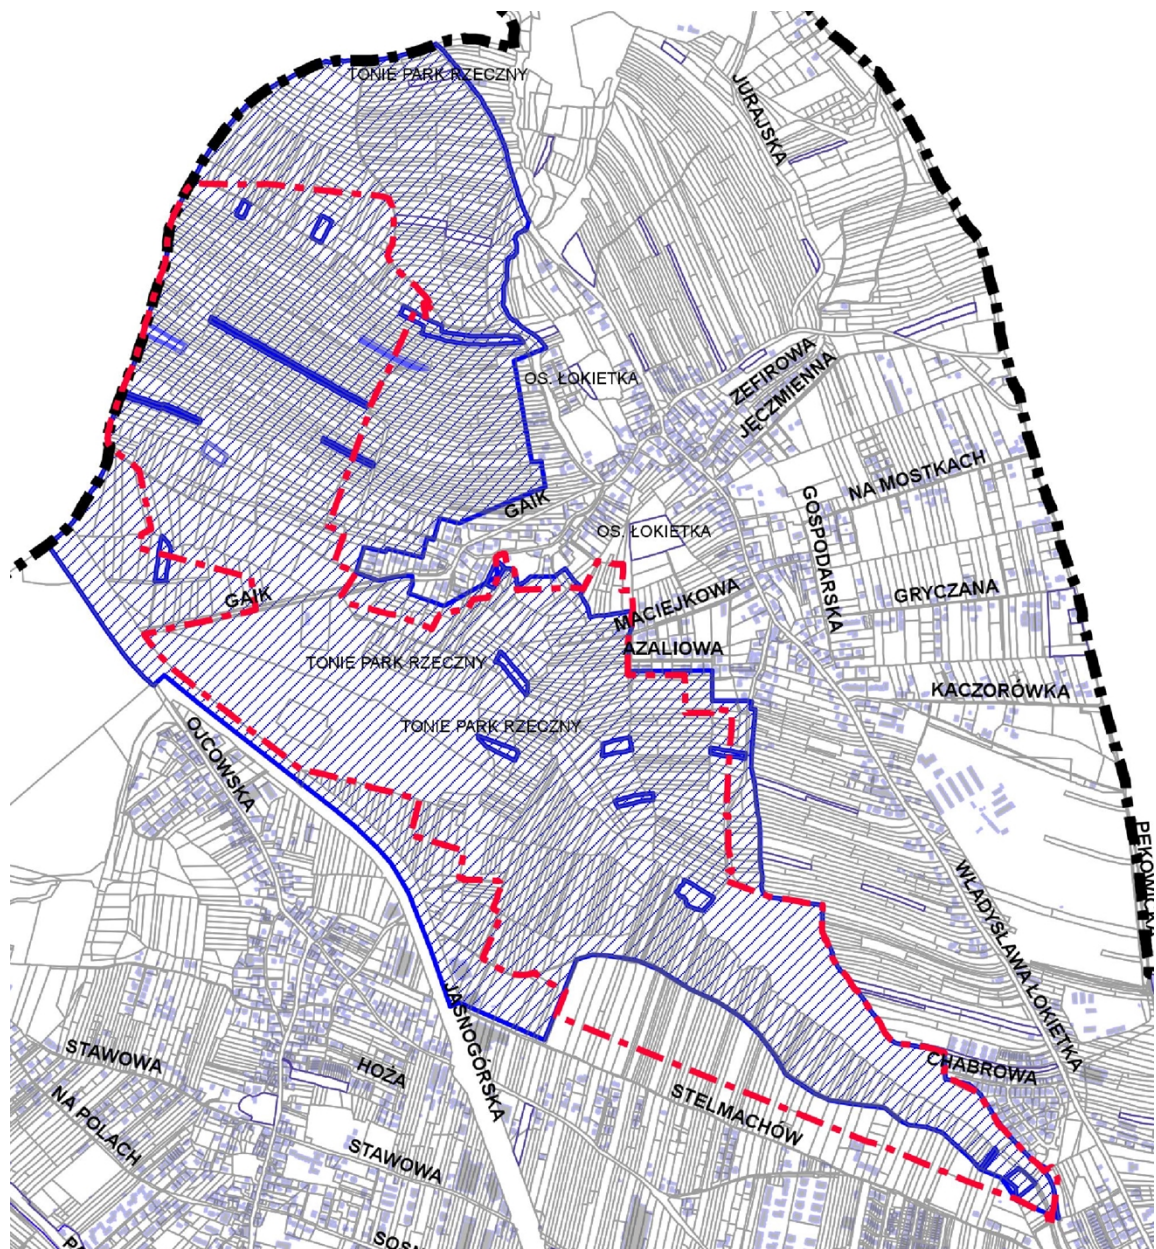 TONIE PARK RZECZNY
JURAJSKA
OS. ŁOKIETKA
ZEFIROWA
JĘCZMIENNA
NA MOSTKACH
GAIK
GOSPODARSKA
OS. ŁOKIETKA
GAIK
MACIEJKOWA
GRYCZANA
AZALIOWA
TONIE PARK RZECZNY
KACZORÓWKA
TONIE PARK RZECZNY
OJCOWSKA
WŁADYSŁAWA ŁOKIETKA
JASNOGÓRSKA
STAWOWA
HOŻA
CHABROWA
STELMACHÓW
NA POLACH
STAWOWA